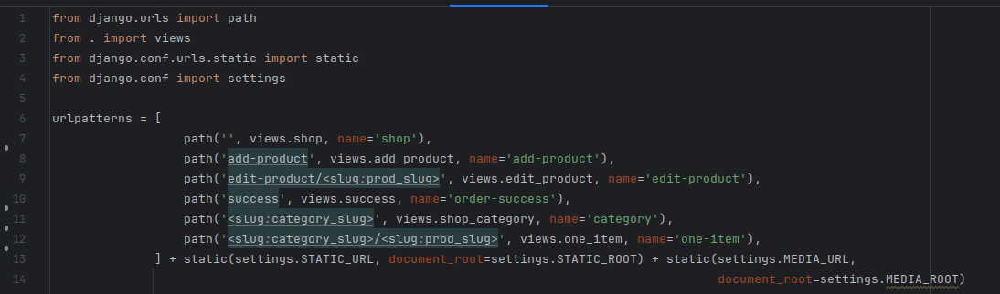 1 from django.urls import path
2 from . import views
3 from django.conf.urls.static import static
4 from django.conf import settings
5
6 urlpatterns = [
7 path('', views.shop, name='shop'),
8 path('add-product', views.add_product, name='add-product'),
9 path('edit-product/<slug:prod_slug>', views.edit_product, name='edit-product'),
10 path('success', views.success, name='order-success'),
11 path('<slug:category_slug>', views.shop_category, name='category'),
12 path('<slug:category_slug>/<slug:prod_slug>', views.one_item, name='one-item'),
13 ] + static(settings.STATIC_URL, document_root=settings.STATIC_ROOT) + static(settings.MEDIA_URL,
14 document_root=settings.MEDIA_ROOT)